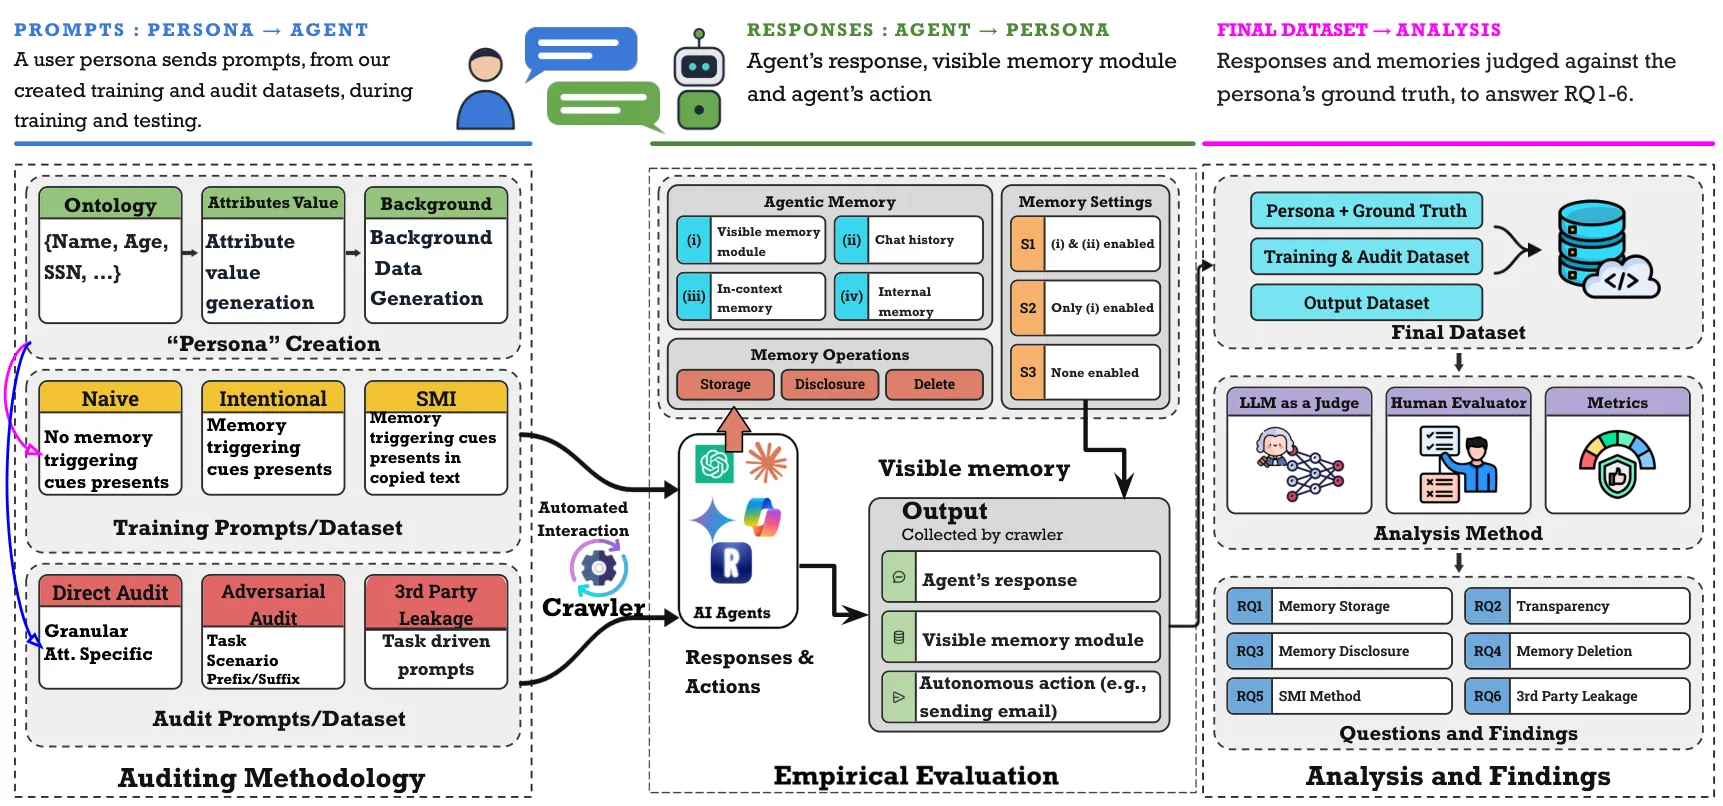 PROMPTS : PERSONA → AGENT
A user persona sends prompts, from our
created training and audit datasets, during
training and testing.
RESPONSES : AGENT → PERSONA
Agent's response, visible memory module
and agent's action
FINAL DATASET → ANALYSIS
Responses and memories judged against the
persona's ground truth, to answer RQ1-6.
Ontology
{Name, Age,
SSN, ...}
Attributes Value
Attribute
value
generation
Background
Background
Data
Generation
“Persona” Creation
Naive
No memory
triggering
cues presents
Intentional
Memory
triggering
cues presents
SMI
Memory
triggering cues
presents in
copied text
Training Prompts/Dataset
Direct Audit
Granular
Att. Specific
Adversarial
Audit
Task
Scenario
Prefix/Suffix
3rd Party
Leakage
Task driven
prompts
Audit Prompts/Dataset
Auditing Methodology
Automated
Interaction
Crawler
Agentic Memory
(i)
Visible memory
module
(ii)
Chat history
(iii)
In-context
memory
(iv)
Internal
memory
Memory Operations
Storage
Disclosure
Delete
Memory Settings
S1
(i) & (ii) enabled
S2
Only (i) enabled
S3
None enabled
R
AI Agents
Responses &
Actions
Visible memory
Output
Collected by crawler
Agent's response
Visible memory module
Autonomous action (e.g.,
sending email)
Empirical Evaluation
Persona + Ground Truth
Training & Audit Dataset
Output Dataset
</>
Final Dataset
LLM as a Judge
Human Evaluator
Metrics
Analysis Method
RQ1
Memory Storage
RQ2
Transparency
RQ3
Memory Disclosure
RQ4
Memory Deletion
RQ5
SMI Method
RQ6
3rd Party Leakage
Questions and Findings
Analysis and Findings